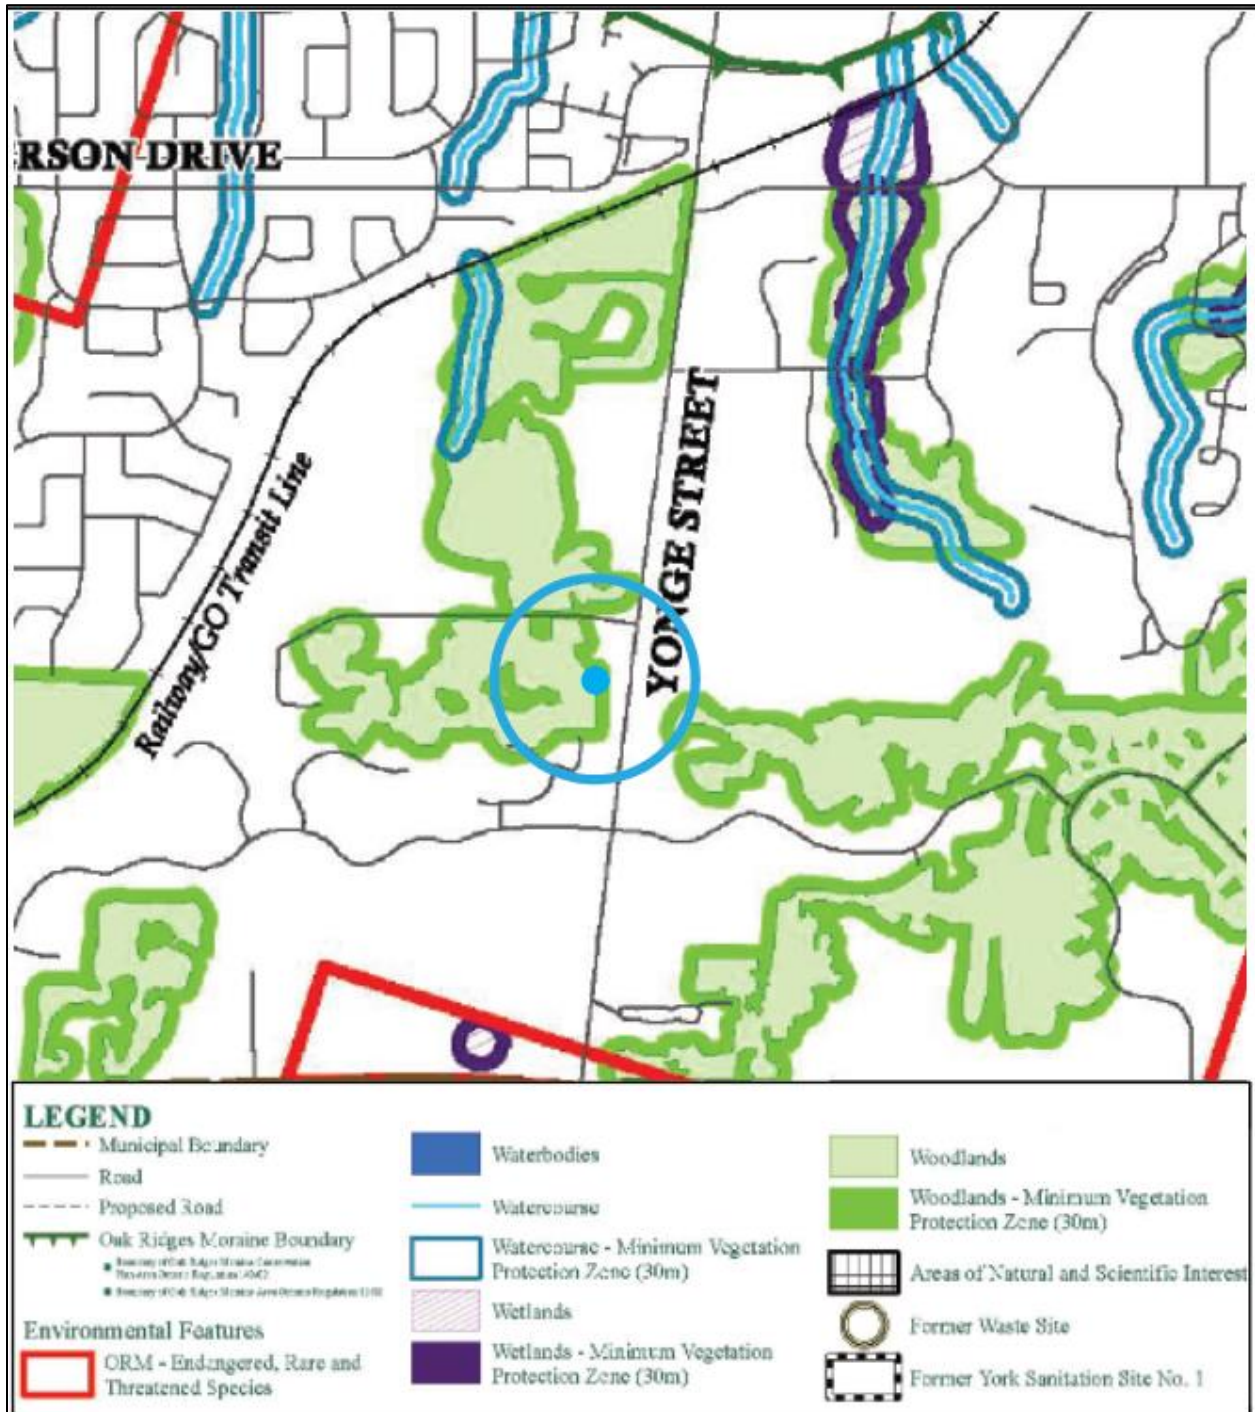 RSON DRIVE
Railway/GO Transit Line
YONGE STREET
LEGEND
Municipal Boundary
Road
Proposed Road
Oak Ridges Moraine Boundary
Environmental Features
ORM - Endangered, Rare and
Threatened Species
Waterbodies
Watercourse
Watercourse - Minimum Vegetation
Protection Zone (30m)
Wetlands
Wetlands - Minimum Vegetation
Protection Zone (30m)
Woodlands
Woodlands - Minimum Vegetation
Protection Zone (30m)
Areas of Natural and Scientific Interest
Former Waste Site
Former York Sanitation Site No. 1